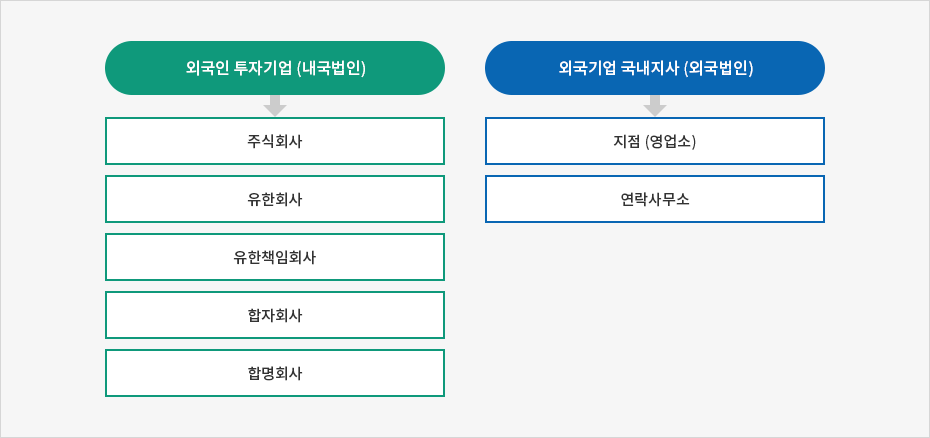 외국인 투자기업 (내국법인)
주식회사
유한회사
유한책임회사
합자회사
합명회사
외국기업 국내지사 (외국법인)
지점 (영업소)
연락사무소